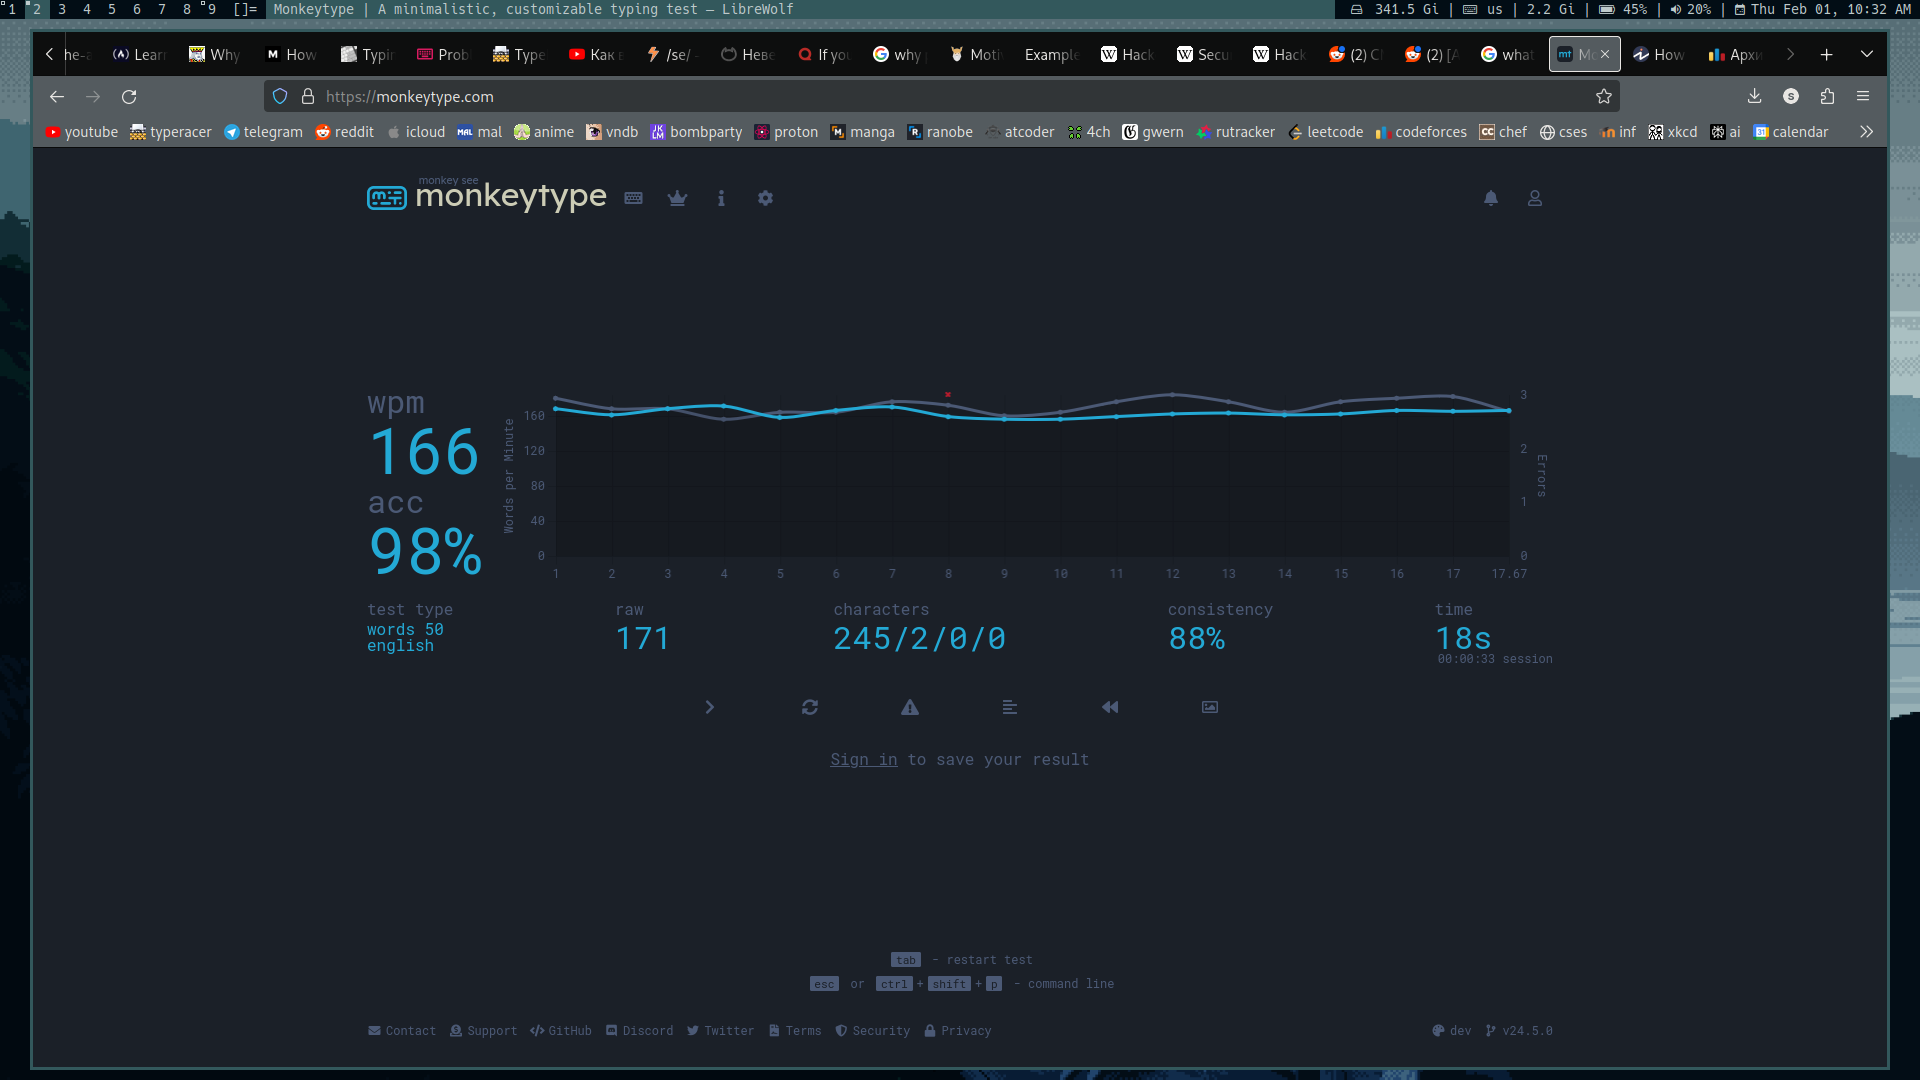 1 2 3 4 5 6 7 8 9 []= Monkeytype | A minimalistic, customizable typing test — LibreWolf 341.5 Gi | us | 2.2 Gi | 45% | 20% | Thu Feb 01, 10:32 AM
he-a Learn Why How Typi Prob Type Как в /se/ - Неве If you why Moti Example Hack Secu Hack (2) C (2) [A what Mo How Архи
https://monkeytype.com
youtube typeracer telegram reddit icloud mal anime vndb bombparty proton manga ranobe atcoder 4ch gwern rutracker leetcode codeforces chef cses inf xkcd ai calendar
monkey see
monkeytype
wpm
166
acc
98%
Words per Minute
160
120
80
40
0
3
2
1
0
Errors
1 2 3 4 5 6 7 8 9 10 11 12 13 14 15 16 17 17.67
test type raw characters consistency time
words 50
english
171 245/2/0/0 88% 18s
00:00:33 session
Sign in to save your result
tab - restart test
esc or ctrl + shift + p - command line
Contact Support GitHub Discord Twitter Terms Security Privacy dev v24.5.0